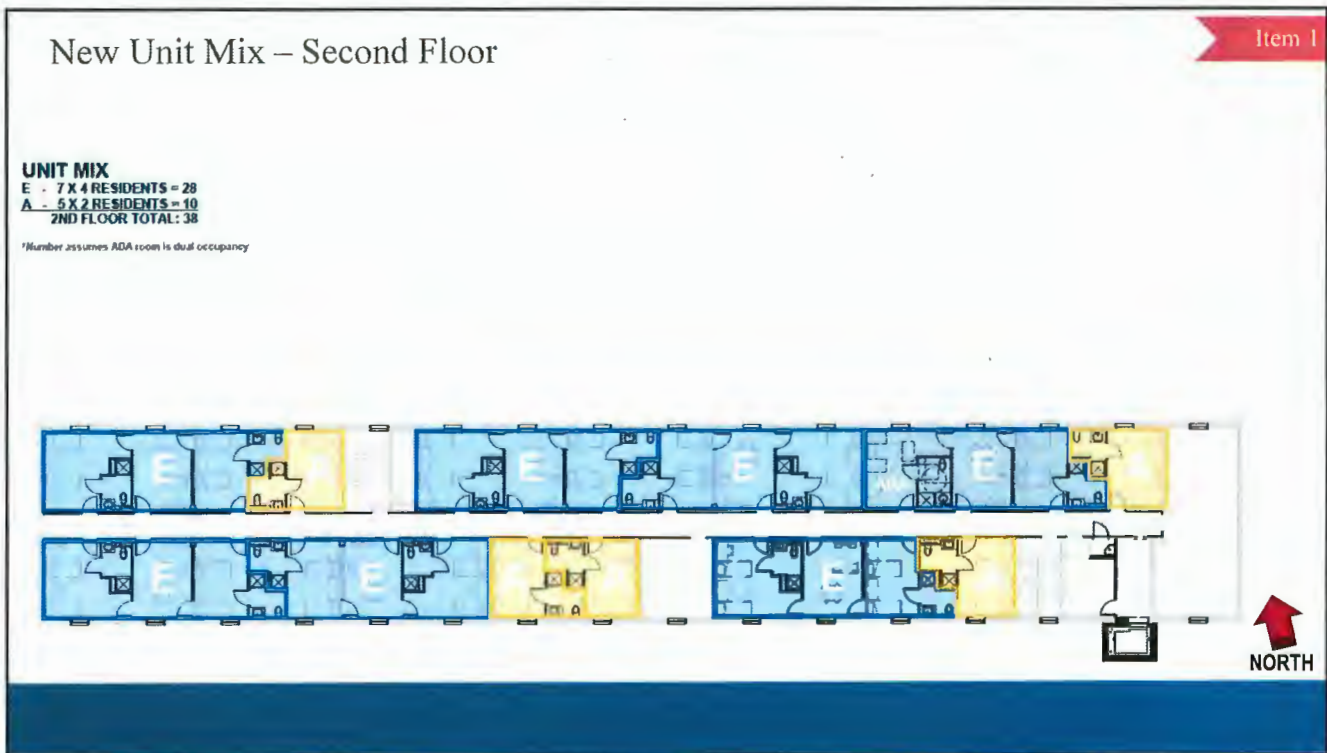 New Unit Mix – Second Floor
Item 1
UNIT MIX
E - 7 X 4 RESIDENTS = 28
A - 5 X 2 RESIDENTS = 10
2ND FLOOR TOTAL: 38
*Number assumes ADA room is dual occupancy
E
A
E
E
E
A
ADA
E
E
A
A
E
A
NORTH